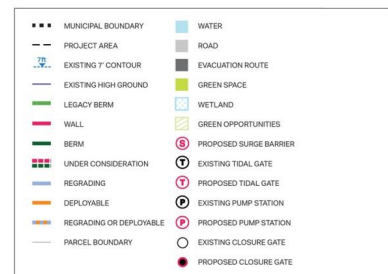 MUNICIPAL BOUNDARY
PROJECT AREA
7ft
EXISTING 7' CONTOUR
EXISTING HIGH GROUND
LEGACY BERM
WALL
BERM
UNDER CONSIDERATION
REGRADING
DEPLOYABLE
REGRADING OR DEPLOYABLE
PARCEL BOUNDARY
WATER
ROAD
EVACUATION ROUTE
GREEN SPACE
WETLAND
GREEN OPPORTUNITIES
S PROPOSED SURGE BARRIER
T EXISTING TIDAL GATE
T PROPOSED TIDAL GATE
P EXISTING PUMP STATION
P PROPOSED PUMP STATION
EXISTING CLOSURE GATE
PROPOSED CLOSURE GATE